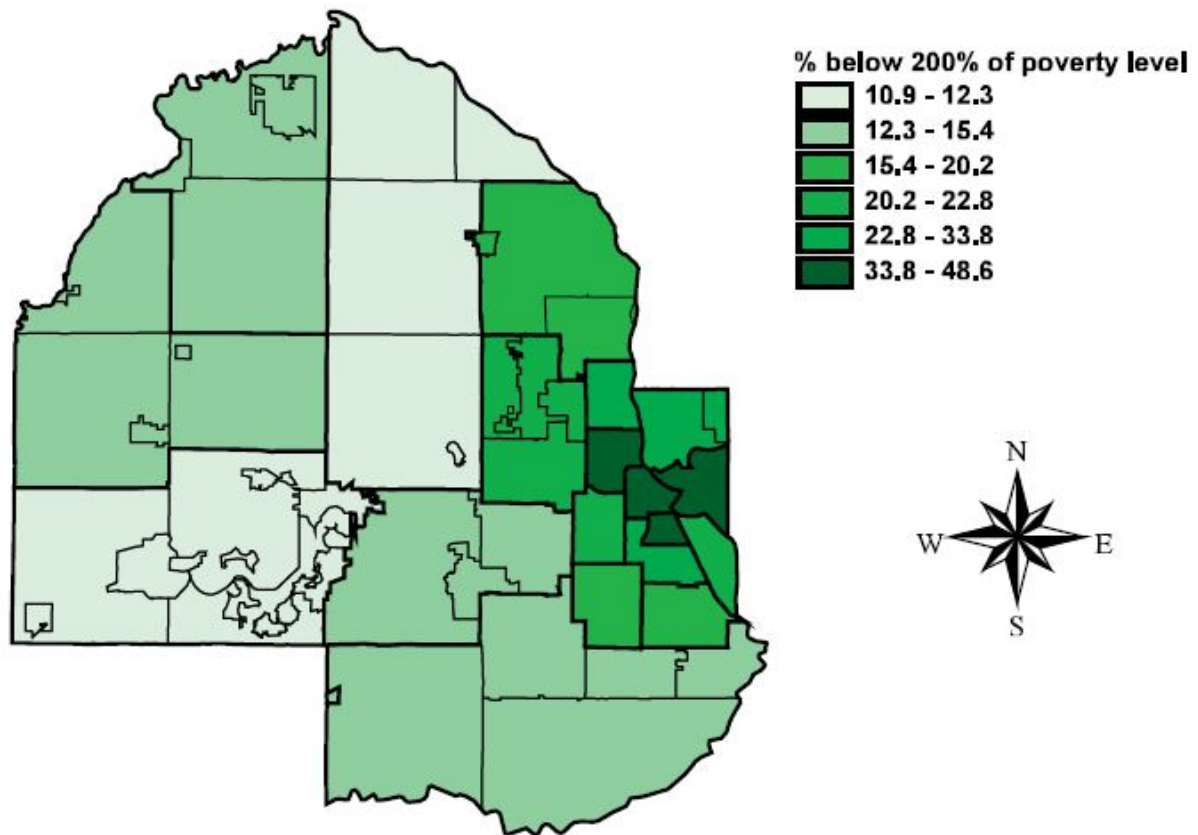 % below 200% of poverty level
10.9 - 12.3
12.3 - 15.4
15.4 - 20.2
20.2 - 22.8
22.8 - 33.8
33.8 - 48.6
N
W E
S